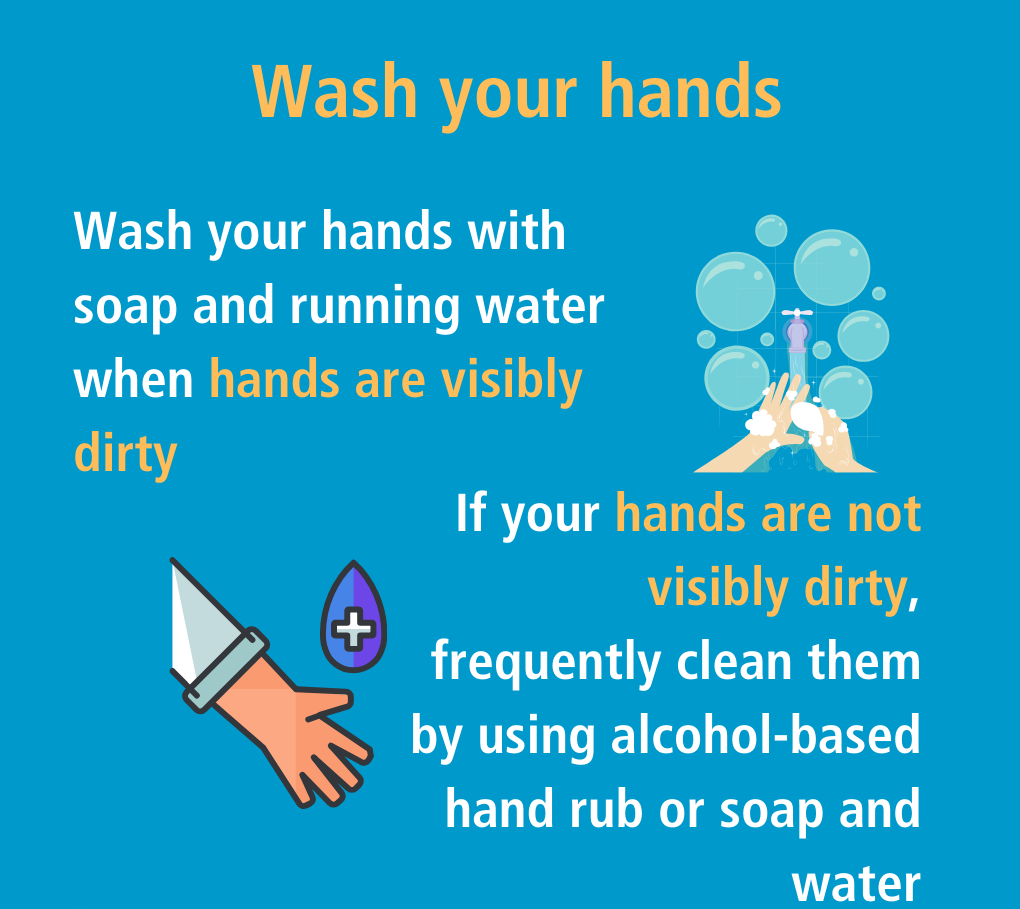 Wash your hands
Wash your hands with
soap and running water
when hands are visibly
dirty
If your hands are not
visibly dirty,
frequently clean them
by using alcohol-based
hand rub or soap and
water